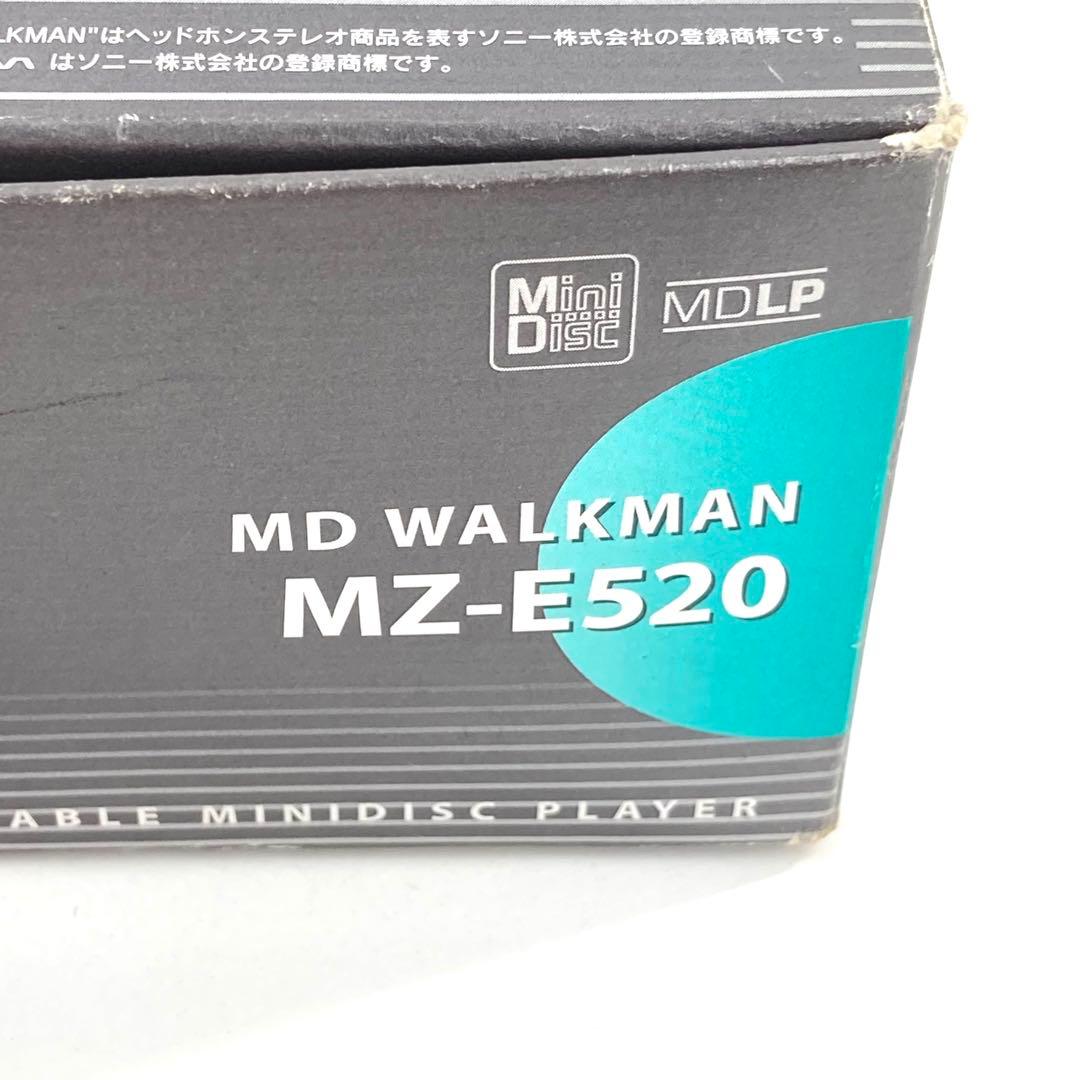 LKMAN"はヘッドホンステレオ商品を表すソニー株式会社の登録商標です。
はソニー株式会社の登録商標です。
Mini Disc
MDLP
MD WALKMAN
MZ-E520
ABLE MINIDISC PLAYER